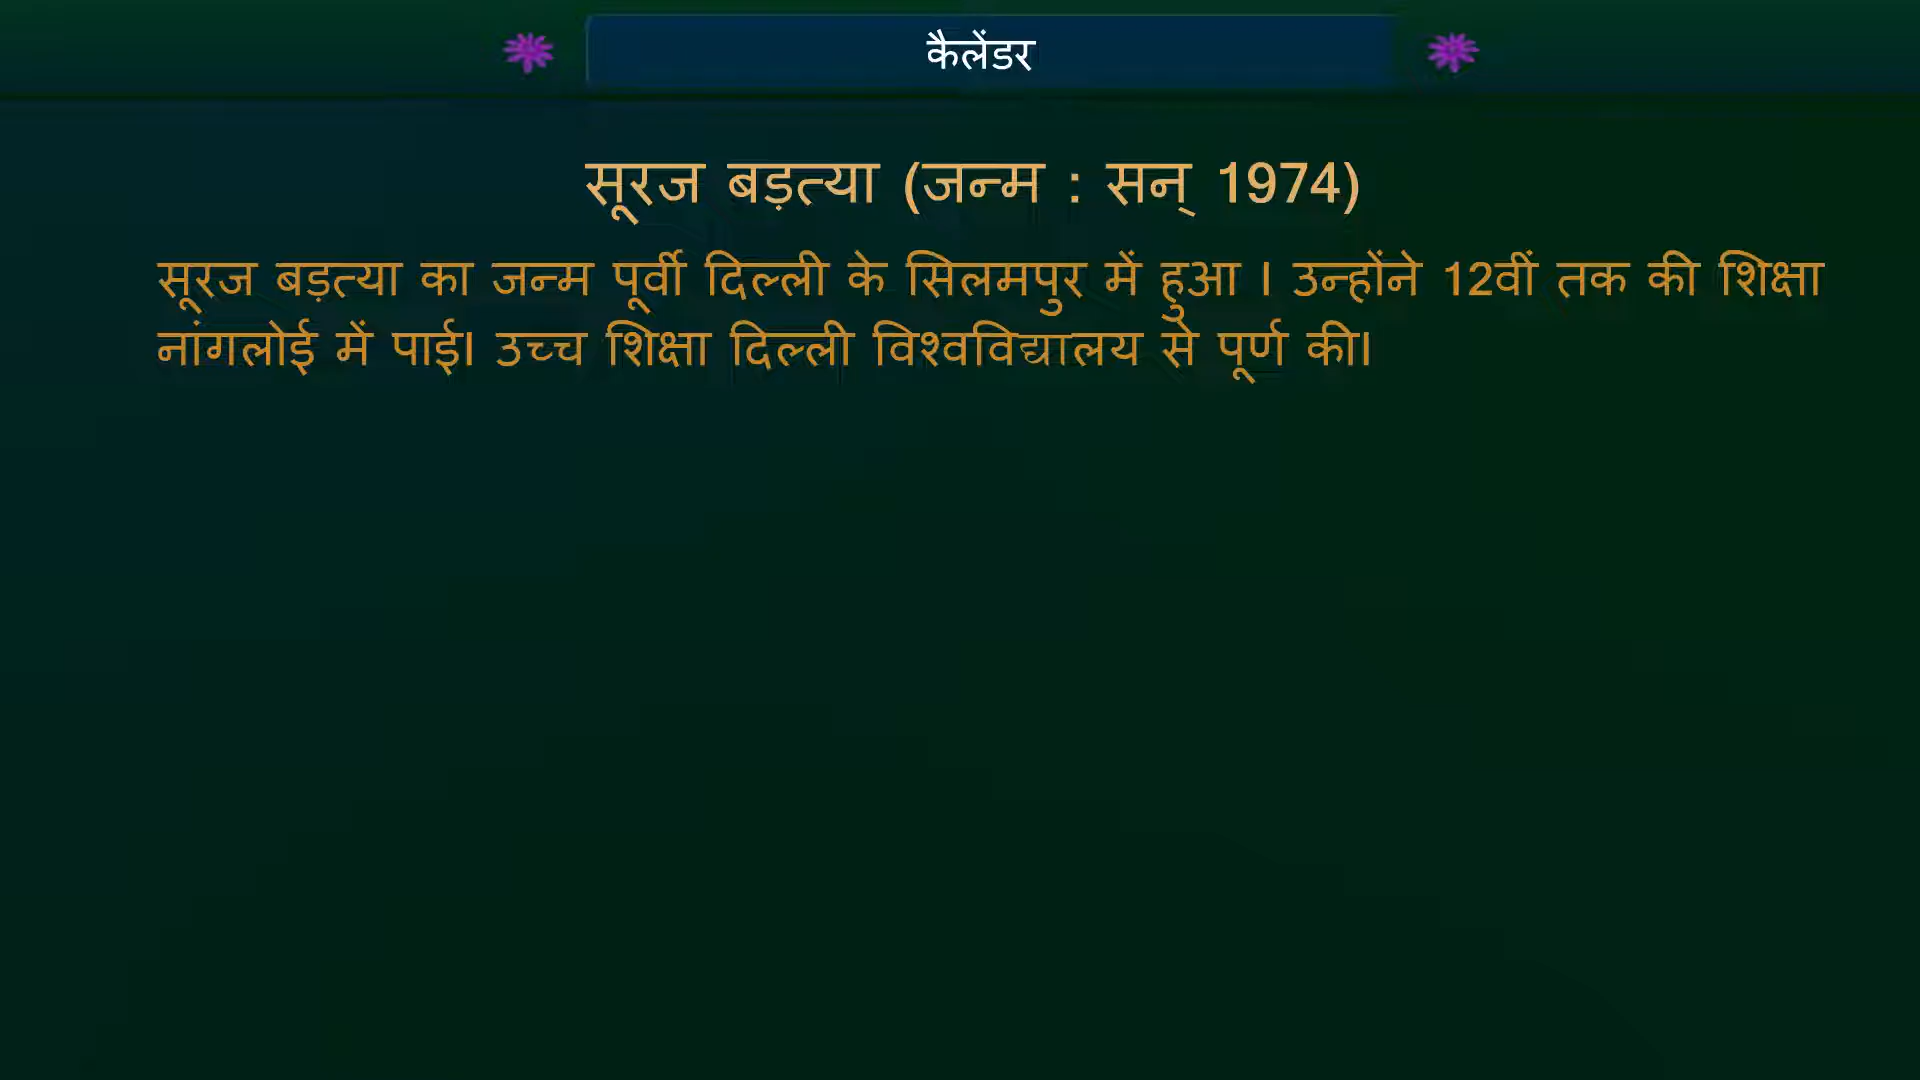 कैलेंडर
सूरज बड़त्या (जन्म : सन् 1974)
सूरज बड़त्या का जन्म पूर्वी दिल्ली के सिलमपुर में हुआ । उन्होंने 12वीं तक की शिक्षा
नांगलोई में पाई। उच्च शिक्षा दिल्ली विश्वविद्यालय से पूर्ण की।